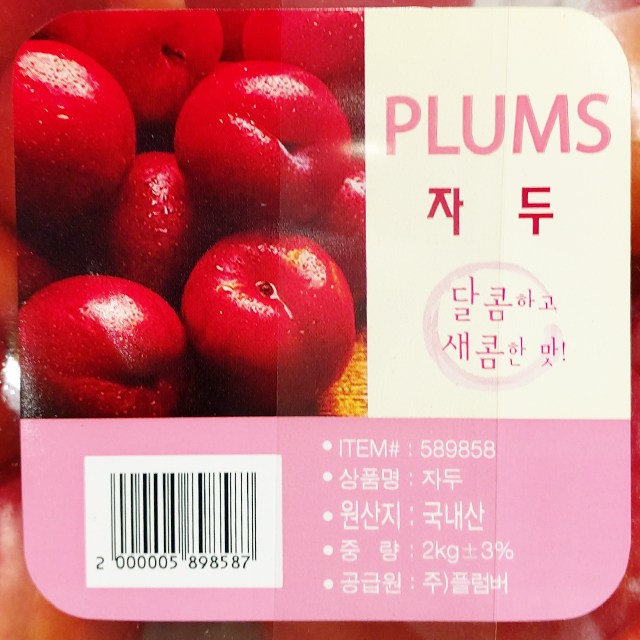 PLUMS
자 두
달콤하고
새콤한 맛!
• ITEM# : 589858
• 상품명 : 자두
• 원산지 : 국내산
• 중 량 : 2kg±3%
• 공급원 : 주)플럼버
2 000005 898587